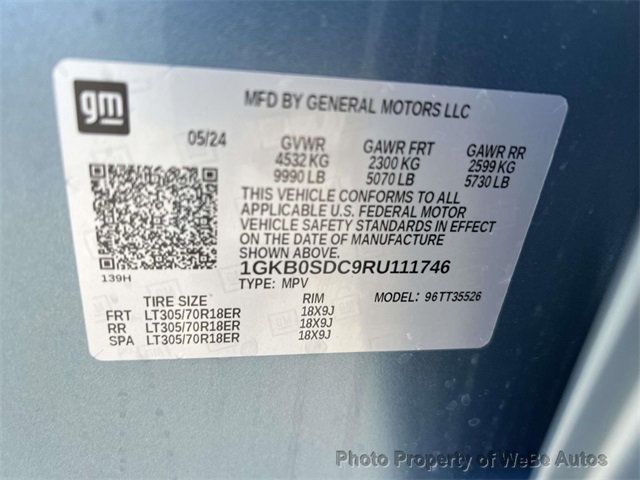 gm
MFD BY GENERAL MOTORS LLC
05/24 GVWR GAWR FRT GAWR RR
4532 KG 2300 KG 2599 KG
9990 LB 5070 LB 5730 LB
THIS VEHICLE CONFORMS TO ALL
APPLICABLE U.S. FEDERAL MOTOR
VEHICLE SAFETY STANDARDS IN EFFECT
ON THE DATE OF MANUFACTURE
SHOWN ABOVE.
139H 1GKB0SDC9RU111746
TYPE: MPV MODEL: 96TT35526
TIRE SIZE RIM
FRT LT305/70R18ER 18X9J
RR LT305/70R18ER 18X9J
SPA LT305/70R18ER 18X9J
Photo Property of WeBe Autos